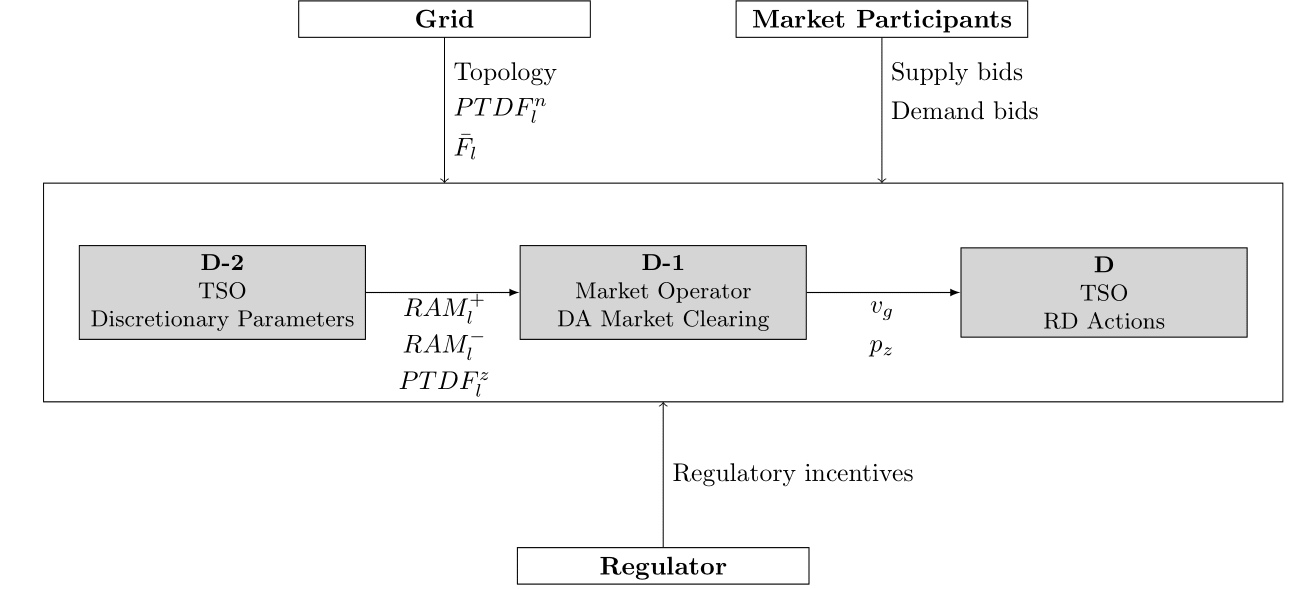 Grid
Market Participants
Topology
$PTDF_l^n$
$\bar{F}_l$
Supply bids
Demand bids
D-2
TSO
Discretionary Parameters
$RAM_l^+$
$RAM_l^-$
$PTDF_l^z$
D-1
Market Operator
DA Market Clearing
$v_g$
$p_z$
D
TSO
RD Actions
Regulatory incentives
Regulator